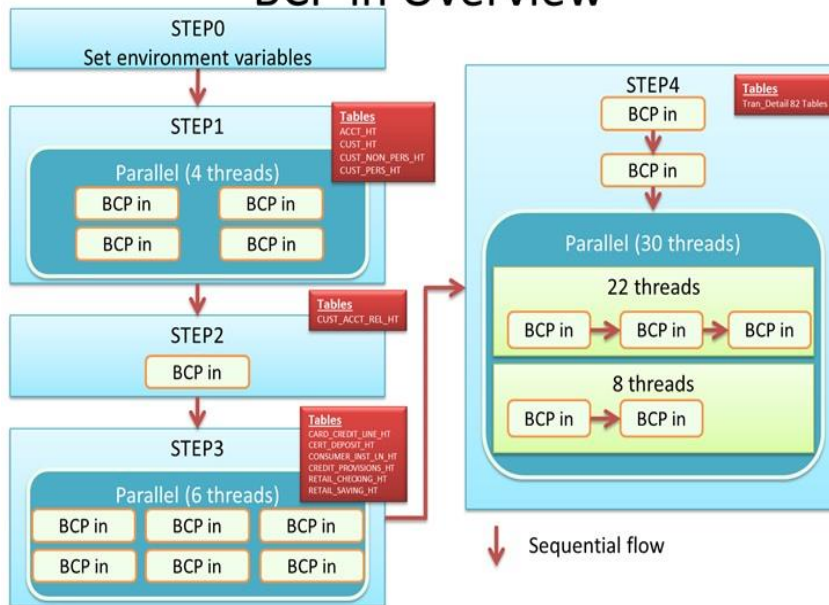 BCP in Overview
STEP0
Set environment variables
STEP1
Tables
ACCT_HT
CUST_HT
CUST_NON_PERS_HT
CUST_PERS_HT
Parallel (4 threads)
BCP in
BCP in
BCP in
BCP in
Tables
CUST_ACCT_REL_HT
STEP2
BCP in
STEP3
Tables
CARD_CREDIT_LINE_HT
CERT_DEPOSIT_HT
CONSUMER_INST_LN_HT
CREDIT_PROVISIONS_HT
RETAIL_CHECKING_HT
RETAIL_SAVING_HT
Parallel (6 threads)
BCP in
BCP in
BCP in
BCP in
BCP in
BCP in
STEP4
Tables
Tran_Detail 82 Tables
BCP in
BCP in
Parallel (30 threads)
22 threads
BCP in
BCP in
BCP in
8 threads
BCP in
BCP in
Sequential flow